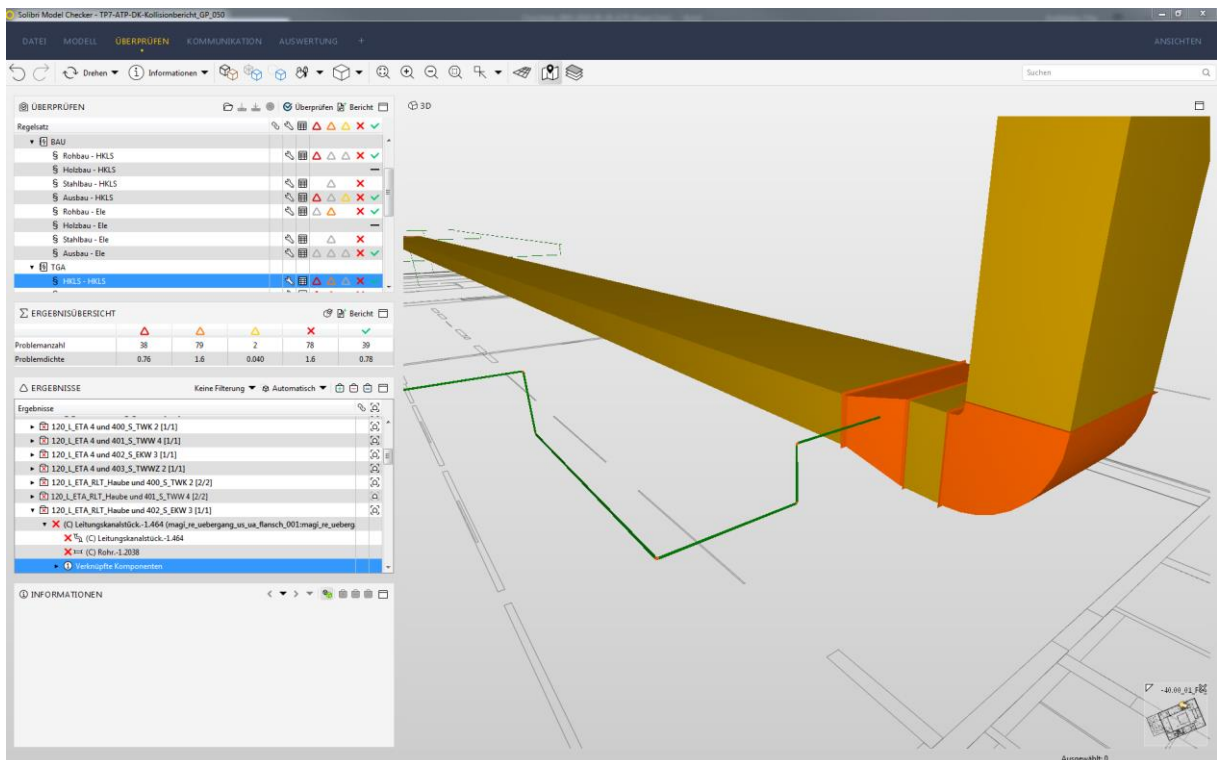 Solibri Model Checker - TP7-ATP-DK-Kollisionbericht_GP_050
DATEI MODELL ÜBERPRÜFEN KOMMUNIKATION AUSWERTUNG + ANSICHTEN
Drehen Informationen Suchen
ÜBERPRÜFEN Überprüfen Bericht
3D
Regelsatz
BAU
§ Rohbau - HKLS
§ Holzbau - HKLS
§ Stahlbau - HKLS
§ Ausbau - HKLS
§ Rohbau - Ele
§ Holzbau - Ele
§ Stahlbau - Ele
§ Ausbau - Ele
TGA
§ HKLS - HKLS
∑ ERGEBNISÜBERSICHT Bericht
Problemanzahl 38 79 2 78 39
Problemdichte 0.76 1.6 0.040 1.6 0.78
ERGEBNISSE Keine Filterung Automatisch
Ergebnisse
120_L_ETA 4 und 400_S_TWK 2 [1/1]
120_L_ETA 4 und 401_S_TWW 4 [1/1]
120_L_ETA 4 und 402_S_EKW 3 [1/1]
120_L_ETA 4 und 403_S_TWWZ 2 [1/1]
120_L_ETA_RLT_Haube und 400_S_TWK 2 [2/2]
120_L_ETA_RLT_Haube und 401_S_TWW 4 [2/2]
120_L_ETA_RLT_Haube und 402_S_EKW 3 [1/1]
(C) Leitungskanalstück.-1.464 (magi_re_uebergang_us_ua_flansch_001:magi_re_ueberg
(C) Leitungskanalstück.-1.464
(C) Rohr.-1.2038
Verknüpfte Komponenten
INFORMATIONEN
Ausgewählt: 0